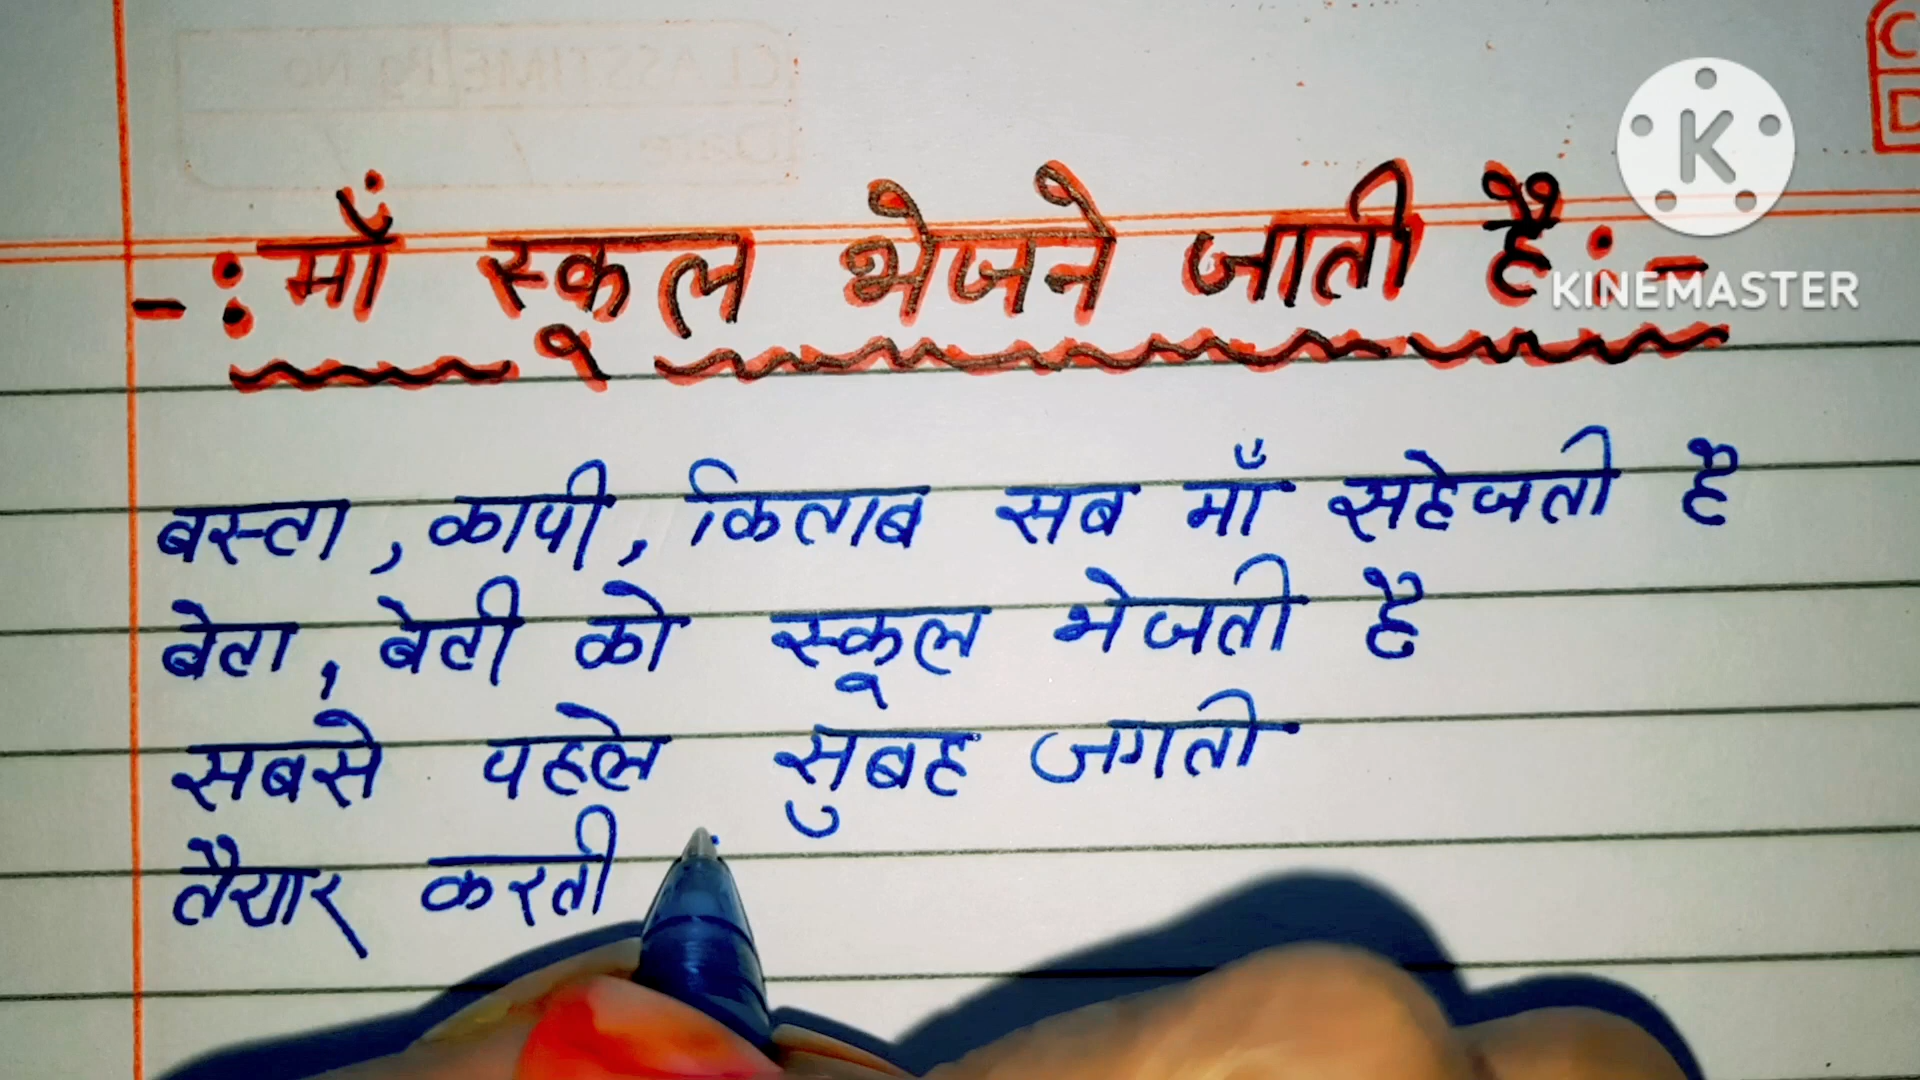 -: माँ स्कूल भेजने जाती है :-
बस्ता, कापी, किताब सब माँ सहेजती है
बेटा, बेटी को स्कूल भेजती है
सबसे पहले सुबह जगती
तैयार करती
KINEMASTER